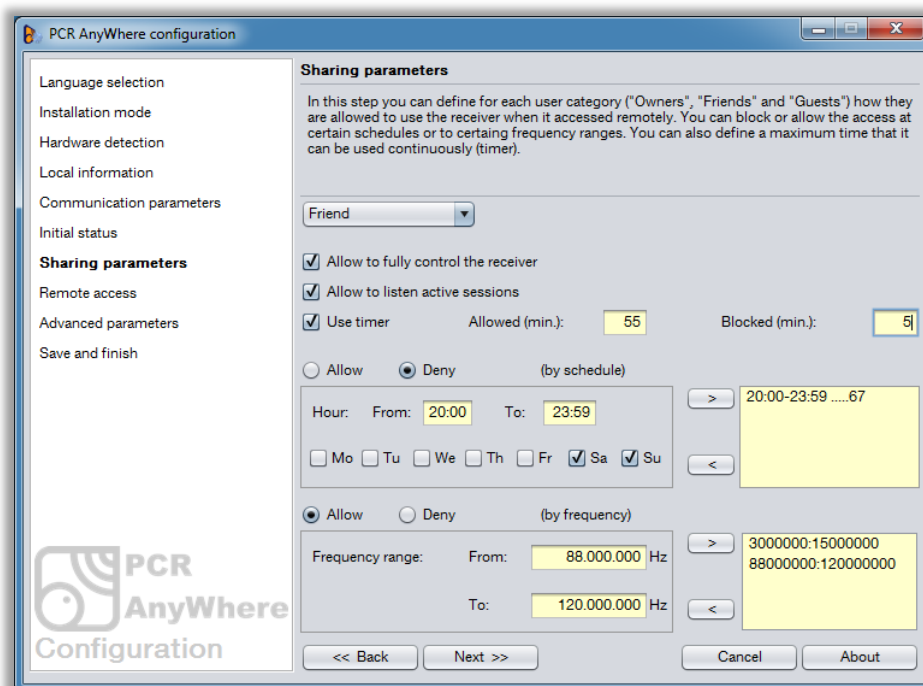 PCR AnyWhere configuration
Language selection
Installation mode
Hardware detection
Local information
Communication parameters
Initial status
Sharing parameters
Remote access
Advanced parameters
Save and finish
PCR
AnyWhere
Configuration
Sharing parameters
In this step you can define for each user category ("Owners", "Friends" and "Guests") how they
are allowed to use the receiver when it accessed remotely. You can block or allow the access at
certain schedules or to certaing frequency ranges. You can also define a maximum time that it
can be used continuously (timer).
Friend
Allow to fully control the receiver
Allow to listen active sessions
Use timer Allowed (min.): 55 Blocked (min.): 5
Allow Deny (by schedule)
Hour: From: 20:00 To: 23:59
Mo Tu We Th Fr Sa Su
>
<
20:00-23:59 .....67
Allow Deny (by frequency)
Frequency range: From: 88.000.000 Hz
To: 120.000.000 Hz
>
<
3000000:15000000
88000000:120000000
<< Back Next >> Cancel About